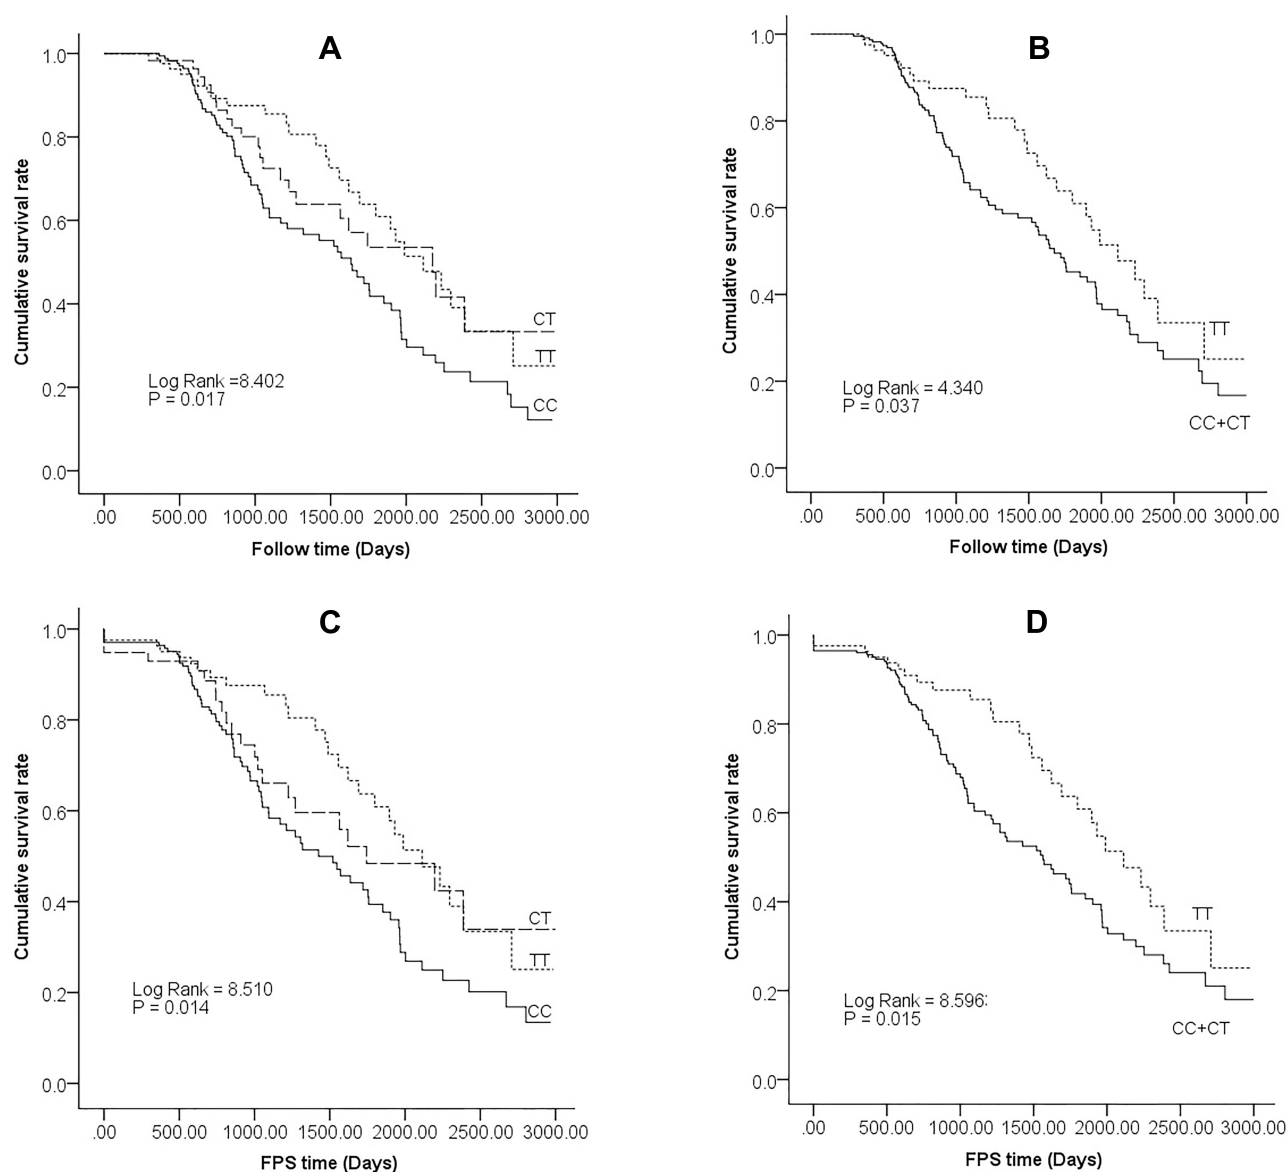 A
Cumulative survival rate
1.0
0.8
0.6
0.4
0.2
0.0
CT
TT
CC
Log Rank =8.402
P = 0.017
.00 500.00 1000.00 1500.00 2000.00 2500.00 3000.00
Follow time (Days)
B
Cumulative survival rate
1.0
0.8
0.6
0.4
0.2
0.0
TT
CC+CT
Log Rank = 4.340
P = 0.037
.00 500.00 1000.00 1500.00 2000.00 2500.00 3000.00
Follow time (Days)
C
Cumulative survival rate
1.0
0.8
0.6
0.4
0.2
0.0
CT
TT
CC
Log Rank = 8.510
P = 0.014
.00 500.00 1000.00 1500.00 2000.00 2500.00 3000.00
FPS time (Days)
D
Cumulative survival rate
1.0
0.8
0.6
0.4
0.2
0.0
TT
CC+CT
Log Rank = 8.596:
P = 0.015
.00 500.00 1000.00 1500.00 2000.00 2500.00 3000.00
FPS time (Days)